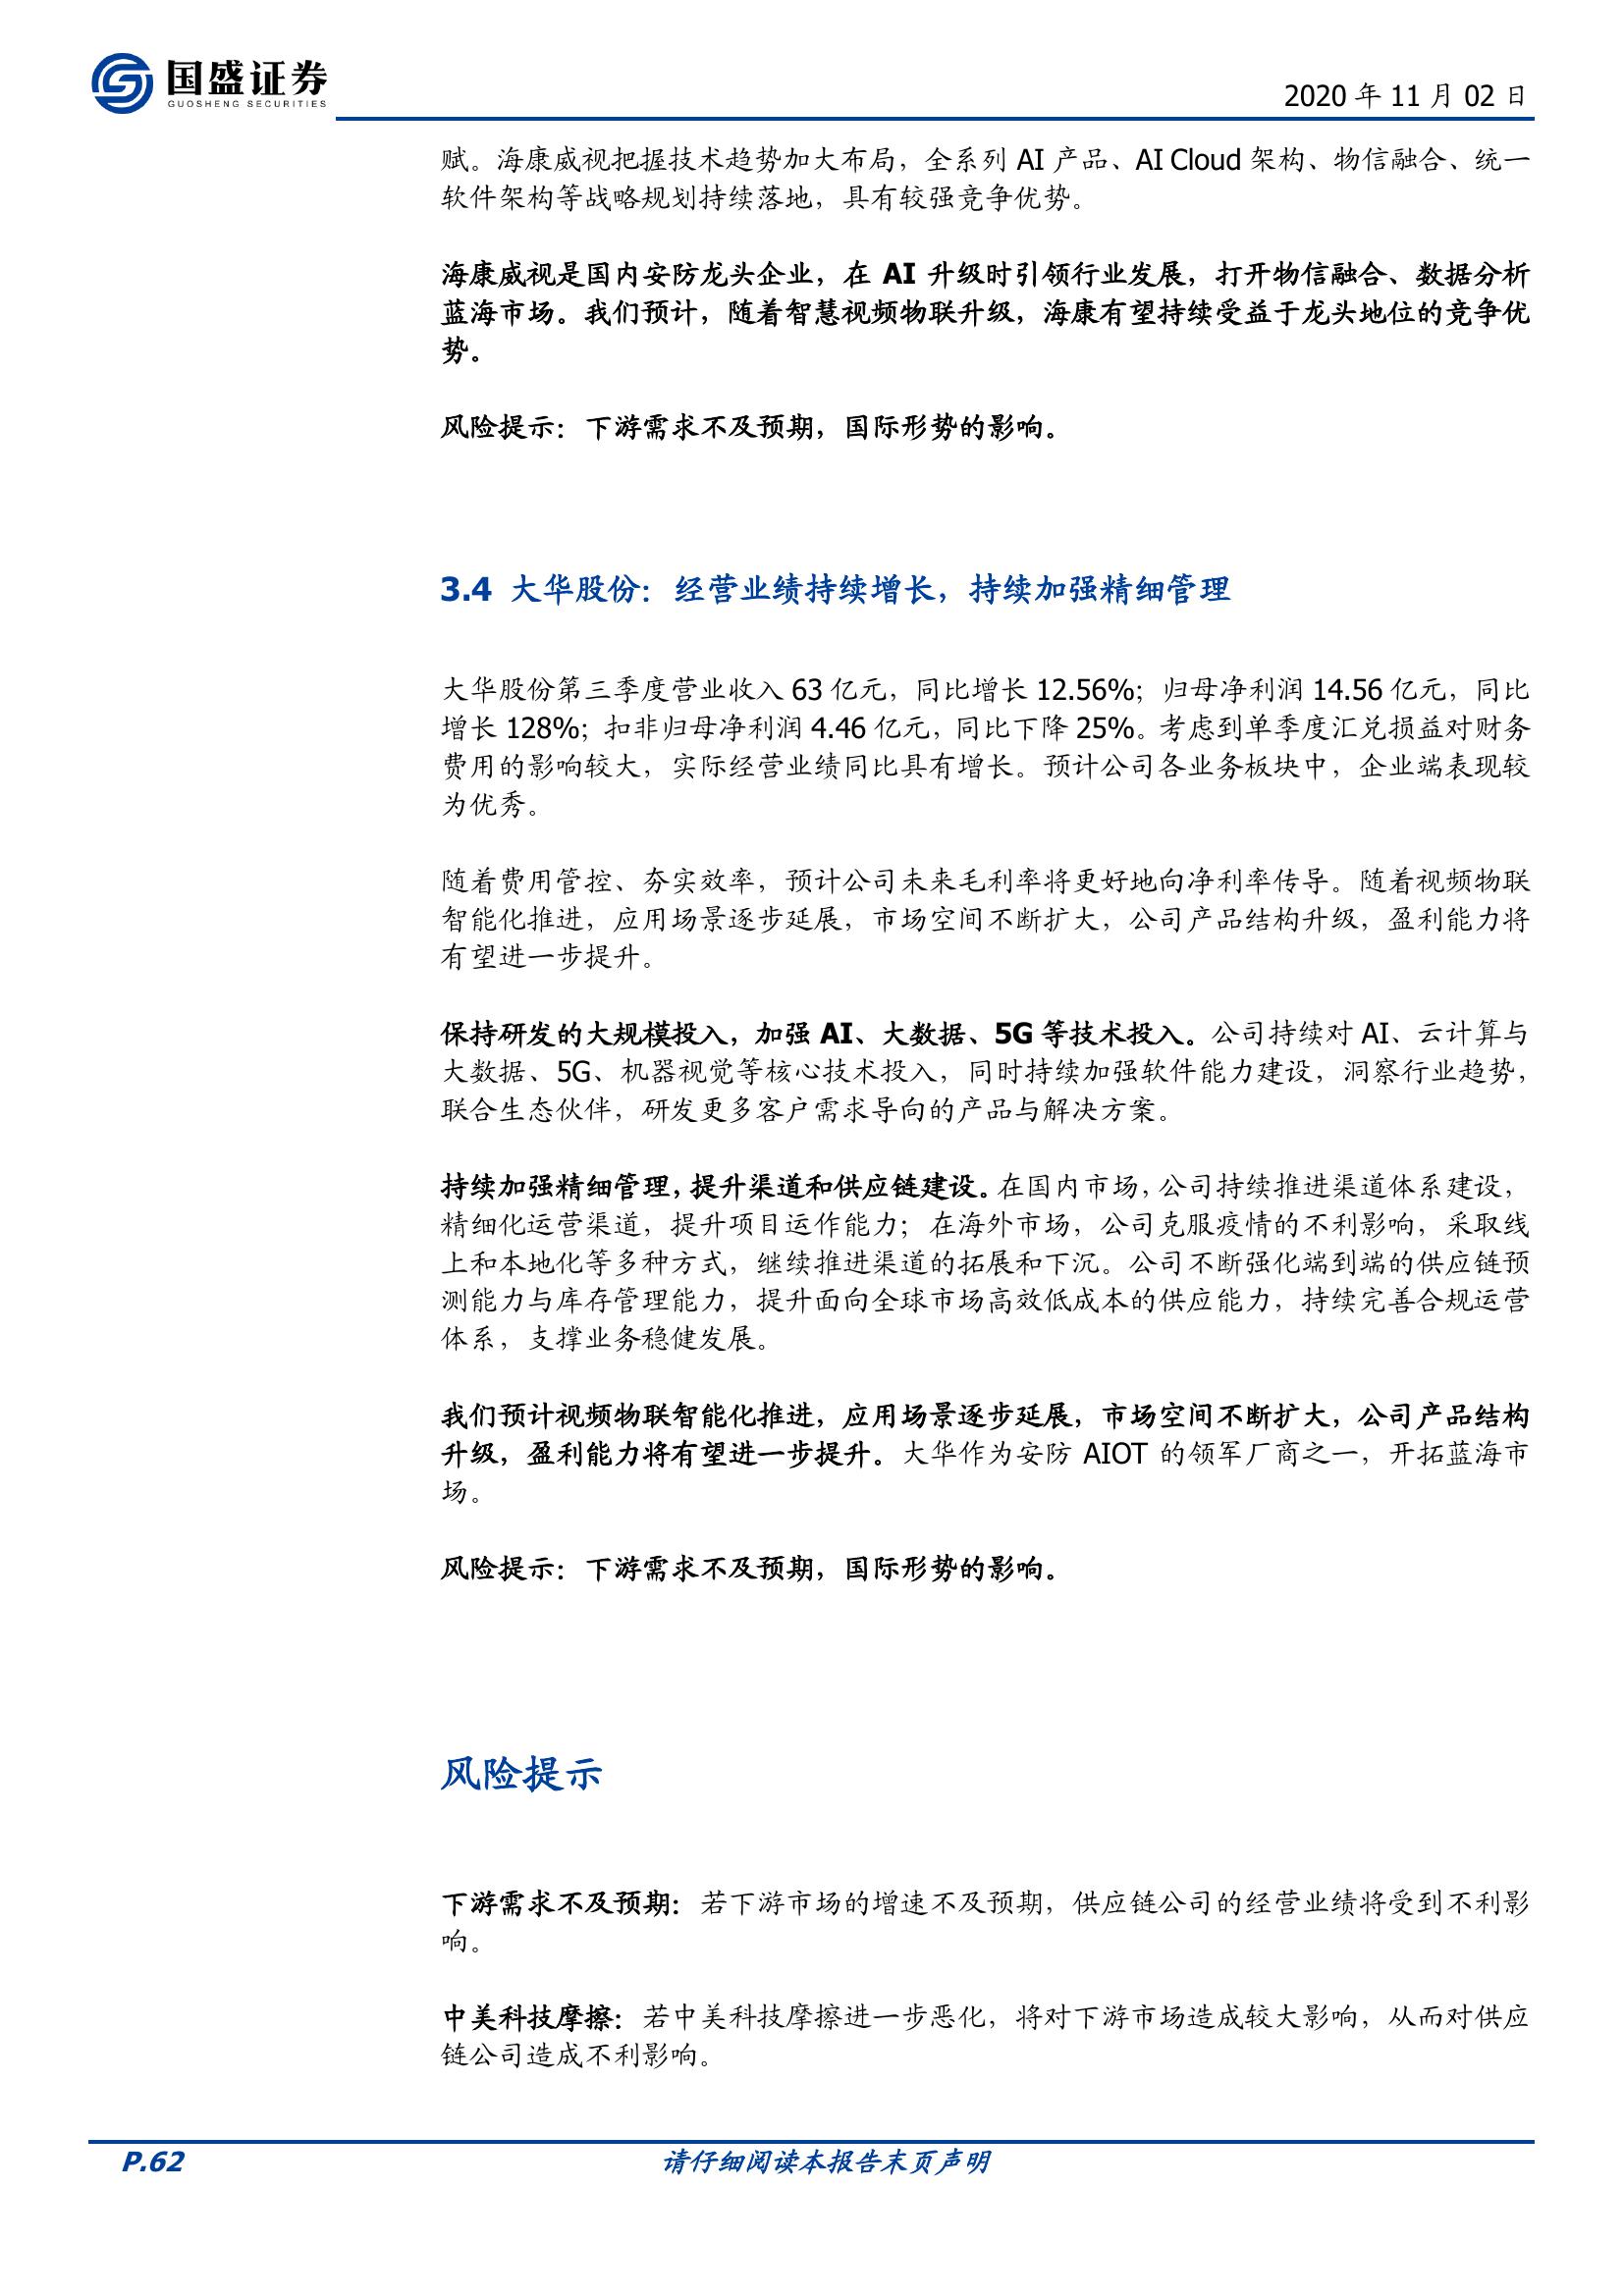 国盛证券
GUOSHENG SECURITIES
2020 年 11 月 02 日
赋。海康威视把握技术趋势加大布局，全系列 AI 产品、AI Cloud 架构、物信融合、统一
软件架构等战略规划持续落地，具有较强竞争优势。
海康威视是国内安防龙头企业，在 AI 升级时引领行业发展，打开物信融合、数据分析
蓝海市场。我们预计，随着智慧视频物联升级，海康有望持续受益于龙头地位的竞争优
势。
风险提示：下游需求不及预期，国际形势的影响。
3.4 大华股份：经营业绩持续增长，持续加强精细管理
大华股份第三季度营业收入 63 亿元，同比增长 12.56%；归母净利润 14.56 亿元，同比
增长 128%；扣非归母净利润 4.46 亿元，同比下降 25%。考虑到单季度汇兑损益对财务
费用的影响较大，实际经营业绩同比具有增长。预计公司各业务板块中，企业端表现较
为优秀。
随着费用管控、夯实效率，预计公司未来毛利率将更好地向净利率传导。随着视频物联
智能化推进，应用场景逐步延展，市场空间不断扩大，公司产品结构升级，盈利能力将
有望进一步提升。
保持研发的大规模投入，加强 AI、大数据、5G 等技术投入。公司持续对 AI、云计算与
大数据、5G、机器视觉等核心技术投入，同时持续加强软件能力建设，洞察行业趋势，
联合生态伙伴，研发更多客户需求导向的产品与解决方案。
持续加强精细管理，提升渠道和供应链建设。在国内市场，公司持续推进渠道体系建设，
精细化运营渠道，提升项目运作能力；在海外市场，公司克服疫情的不利影响，采取线
上和本地化等多种方式，继续推进渠道的拓展和下沉。公司不断强化端到端的供应链预
测能力与库存管理能力，提升面向全球市场高效低成本的供应能力，持续完善合规运营
体系，支撑业务稳健发展。
我们预计视频物联智能化推进，应用场景逐步延展，市场空间不断扩大，公司产品结构
升级，盈利能力将有望进一步提升。大华作为安防 AIOT 的领军厂商之一，开拓蓝海市
场。
风险提示：下游需求不及预期，国际形势的影响。
风险提示
下游需求不及预期：若下游市场的增速不及预期，供应链公司的经营业绩将受到不利影
响。
中美科技摩擦：若中美科技摩擦进一步恶化，将对下游市场造成较大影响，从而对供应
链公司造成不利影响。
P.62
请仔细阅读本报告末页声明